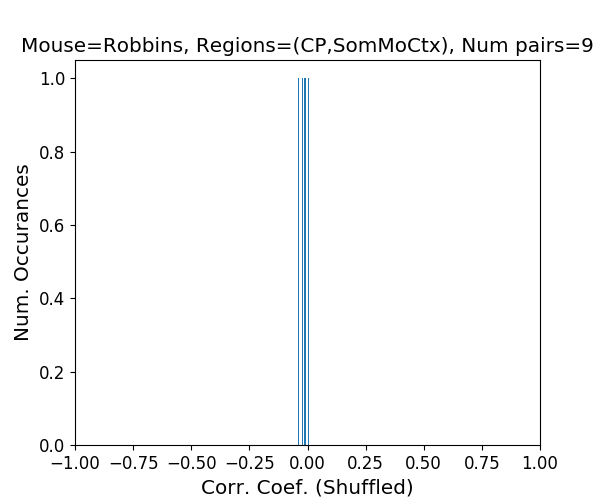 Mouse=Robbins, Regions=(CP,SomMoCtx), Num pairs=9
Num. Occurances
1.0
0.8
0.6
0.4
0.2
0.0
−1.00 −0.75 −0.50 −0.25 0.00 0.25 0.50 0.75 1.00
Corr. Coef. (Shuffled)